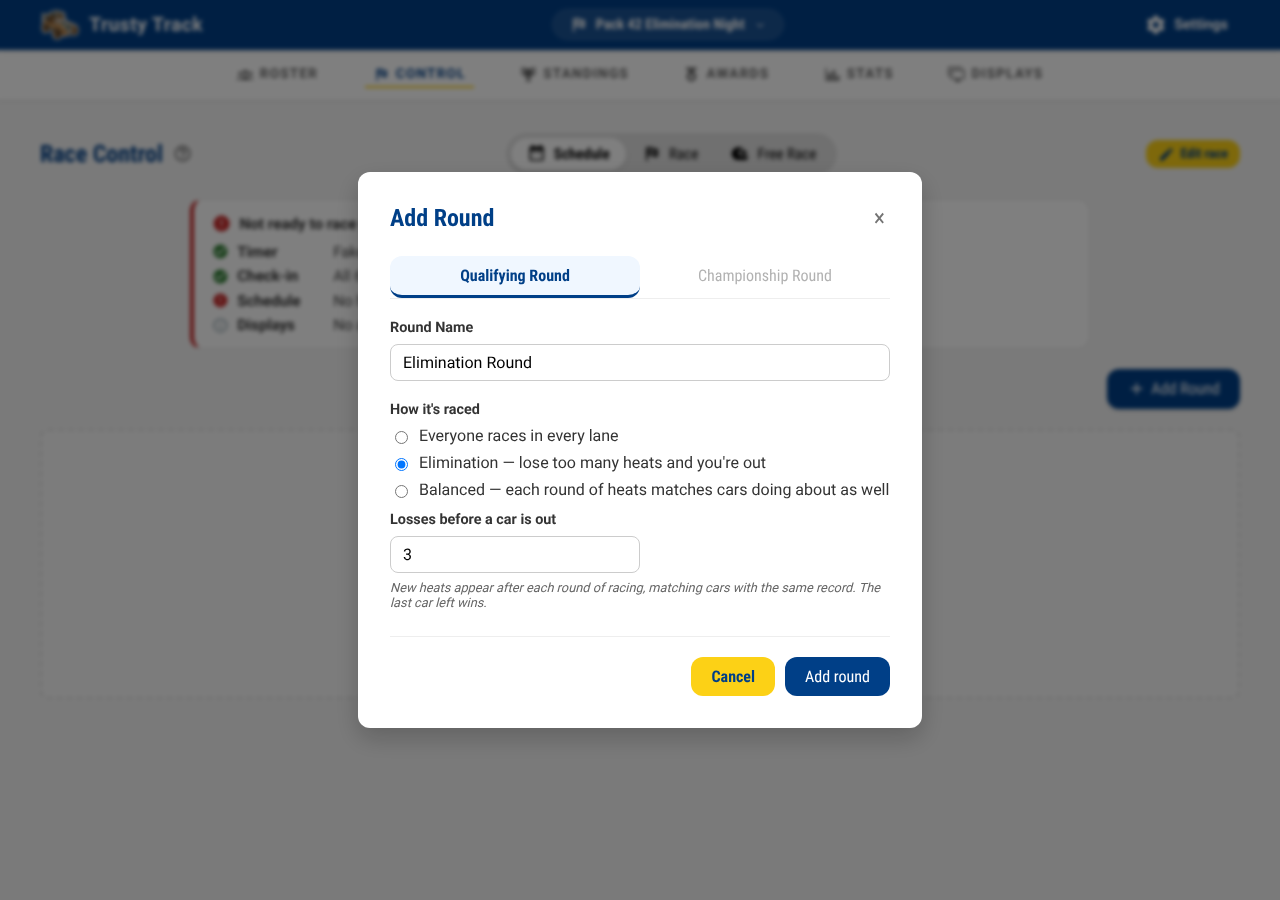 Trusty Track
Pack 42 Elimination Night
Settings
ROSTER
CONTROL
STANDINGS
AWARDS
STATS
DISPLAYS
Race Control
Schedule
Race
Free Race
Edit race
Not ready to race
Timer
Check-in
Schedule
Displays
Add Round
Add Round
×
Qualifying Round
Championship Round
Round Name
Elimination Round
How it's raced
Everyone races in every lane
Elimination — lose too many heats and you're out
Balanced — each round of heats matches cars doing about as well
Losses before a car is out
3
New heats appear after each round of racing, matching cars with the same record. The
last car left wins.
Cancel
Add round